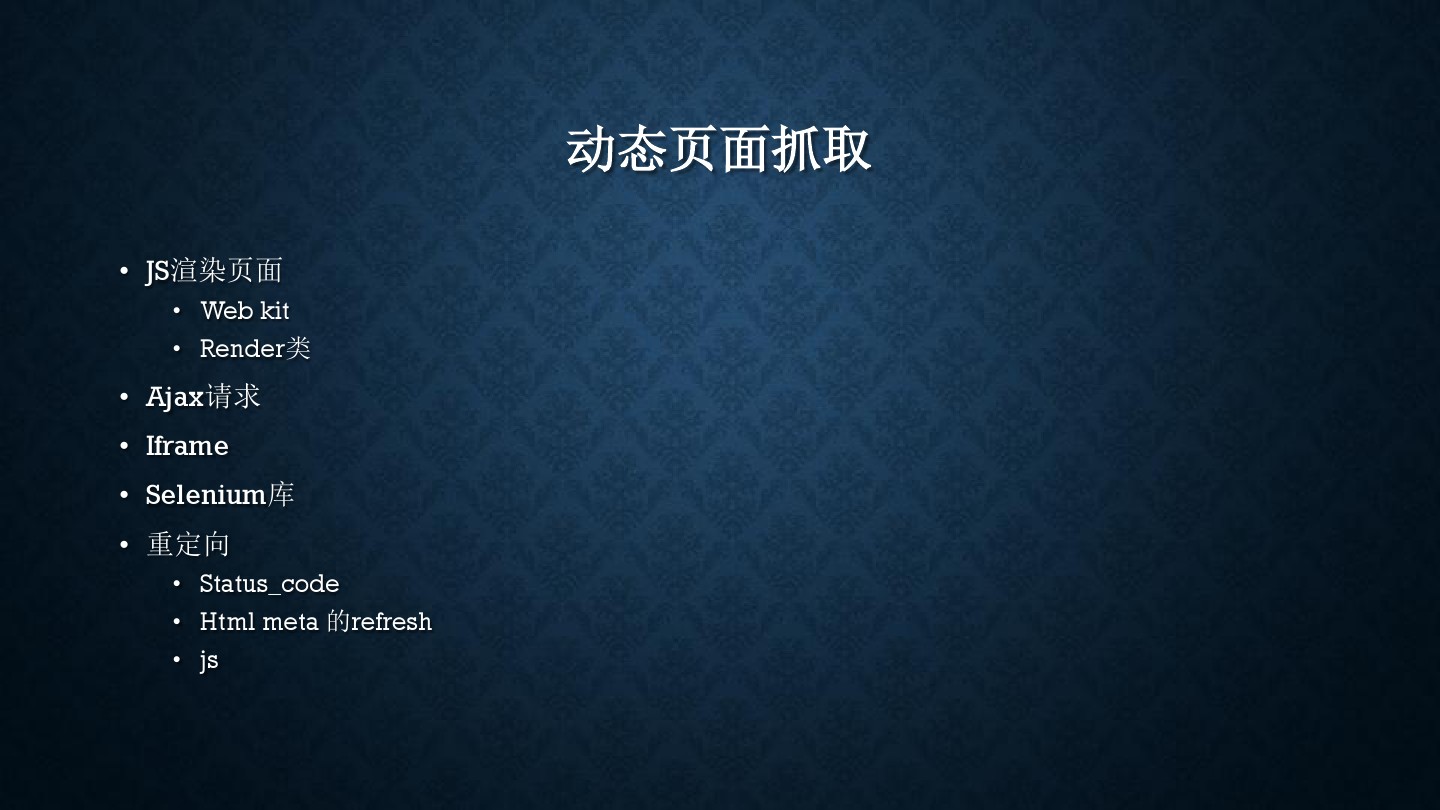 动态页面抓取
• JS渲染页面
• Web kit
• Render类
• Ajax请求
• Iframe
• Selenium库
• 重定向
• Status_code
• Html meta 的refresh
• js